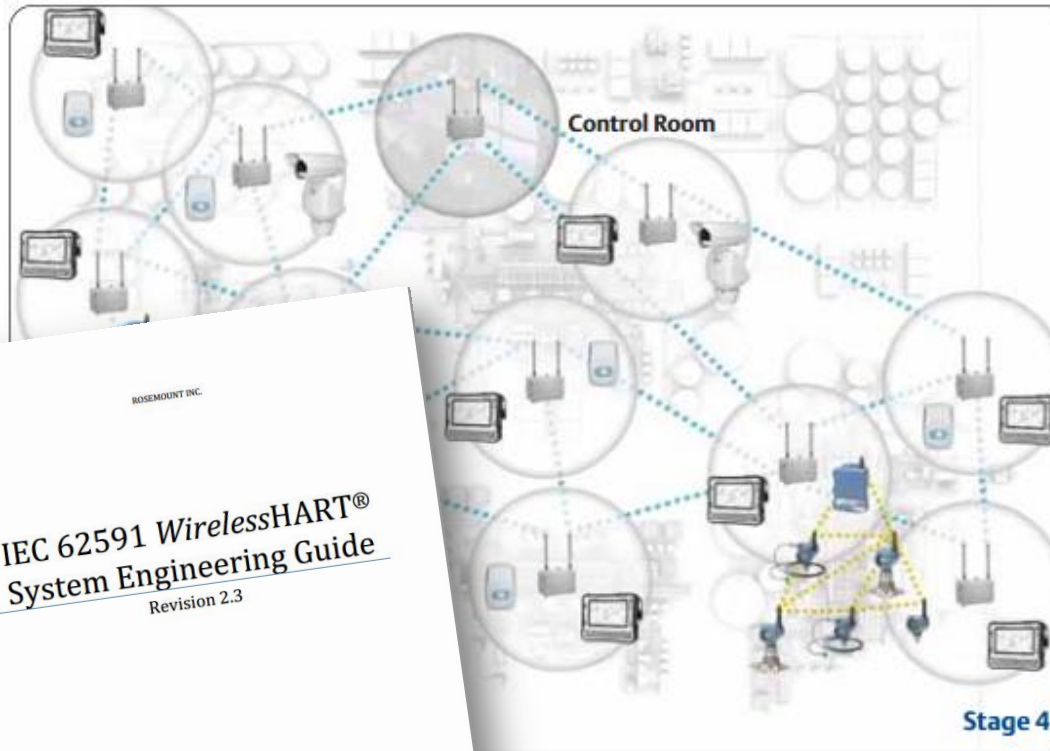 Control Room
ROSEMOUNT INC.
IEC 62591 WirelessHART®
System Engineering Guide
Revision 2.3
Stage 4